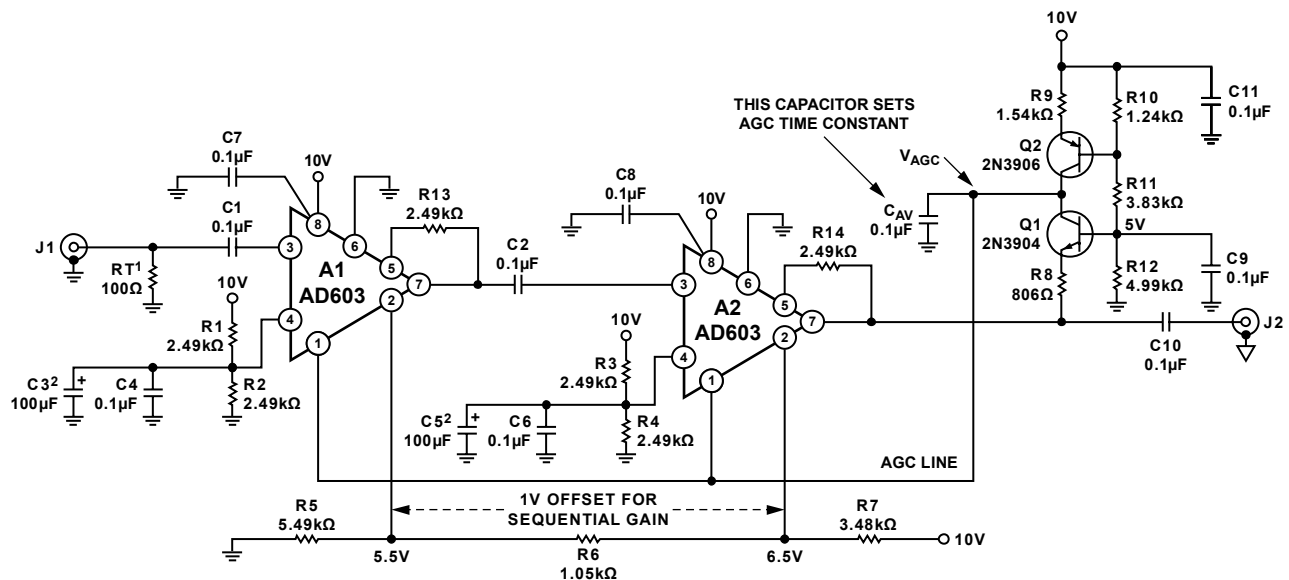 10V
R9
1.54kΩ
R10
1.24kΩ
C11
0.1µF
THIS CAPACITOR SETS
AGC TIME CONSTANT
Q2
2N3906
VAGC
CAV
0.1µF
R11
3.83kΩ
Q1
2N3904
5V
R8
806Ω
R12
4.99kΩ
C9
0.1µF
C10
0.1µF
J2
C7
0.1µF
10V
C1
0.1µF
J1
RT1
100Ω
R13
2.49kΩ
3
8
6
5
7
2
4
1
A1
AD603
10V
R1
2.49kΩ
R2
2.49kΩ
C3²
+
100µF
C4
0.1µF
C2
0.1µF
C8
0.1µF
10V
R14
2.49kΩ
3
8
6
5
7
2
4
1
A2
AD603
10V
R3
2.49kΩ
R4
2.49kΩ
C5²
+
100µF
C6
0.1µF
AGC LINE
1V OFFSET FOR
SEQUENTIAL GAIN
R5
5.49kΩ
5.5V
R6
1.05kΩ
6.5V
R7
3.48kΩ
10V